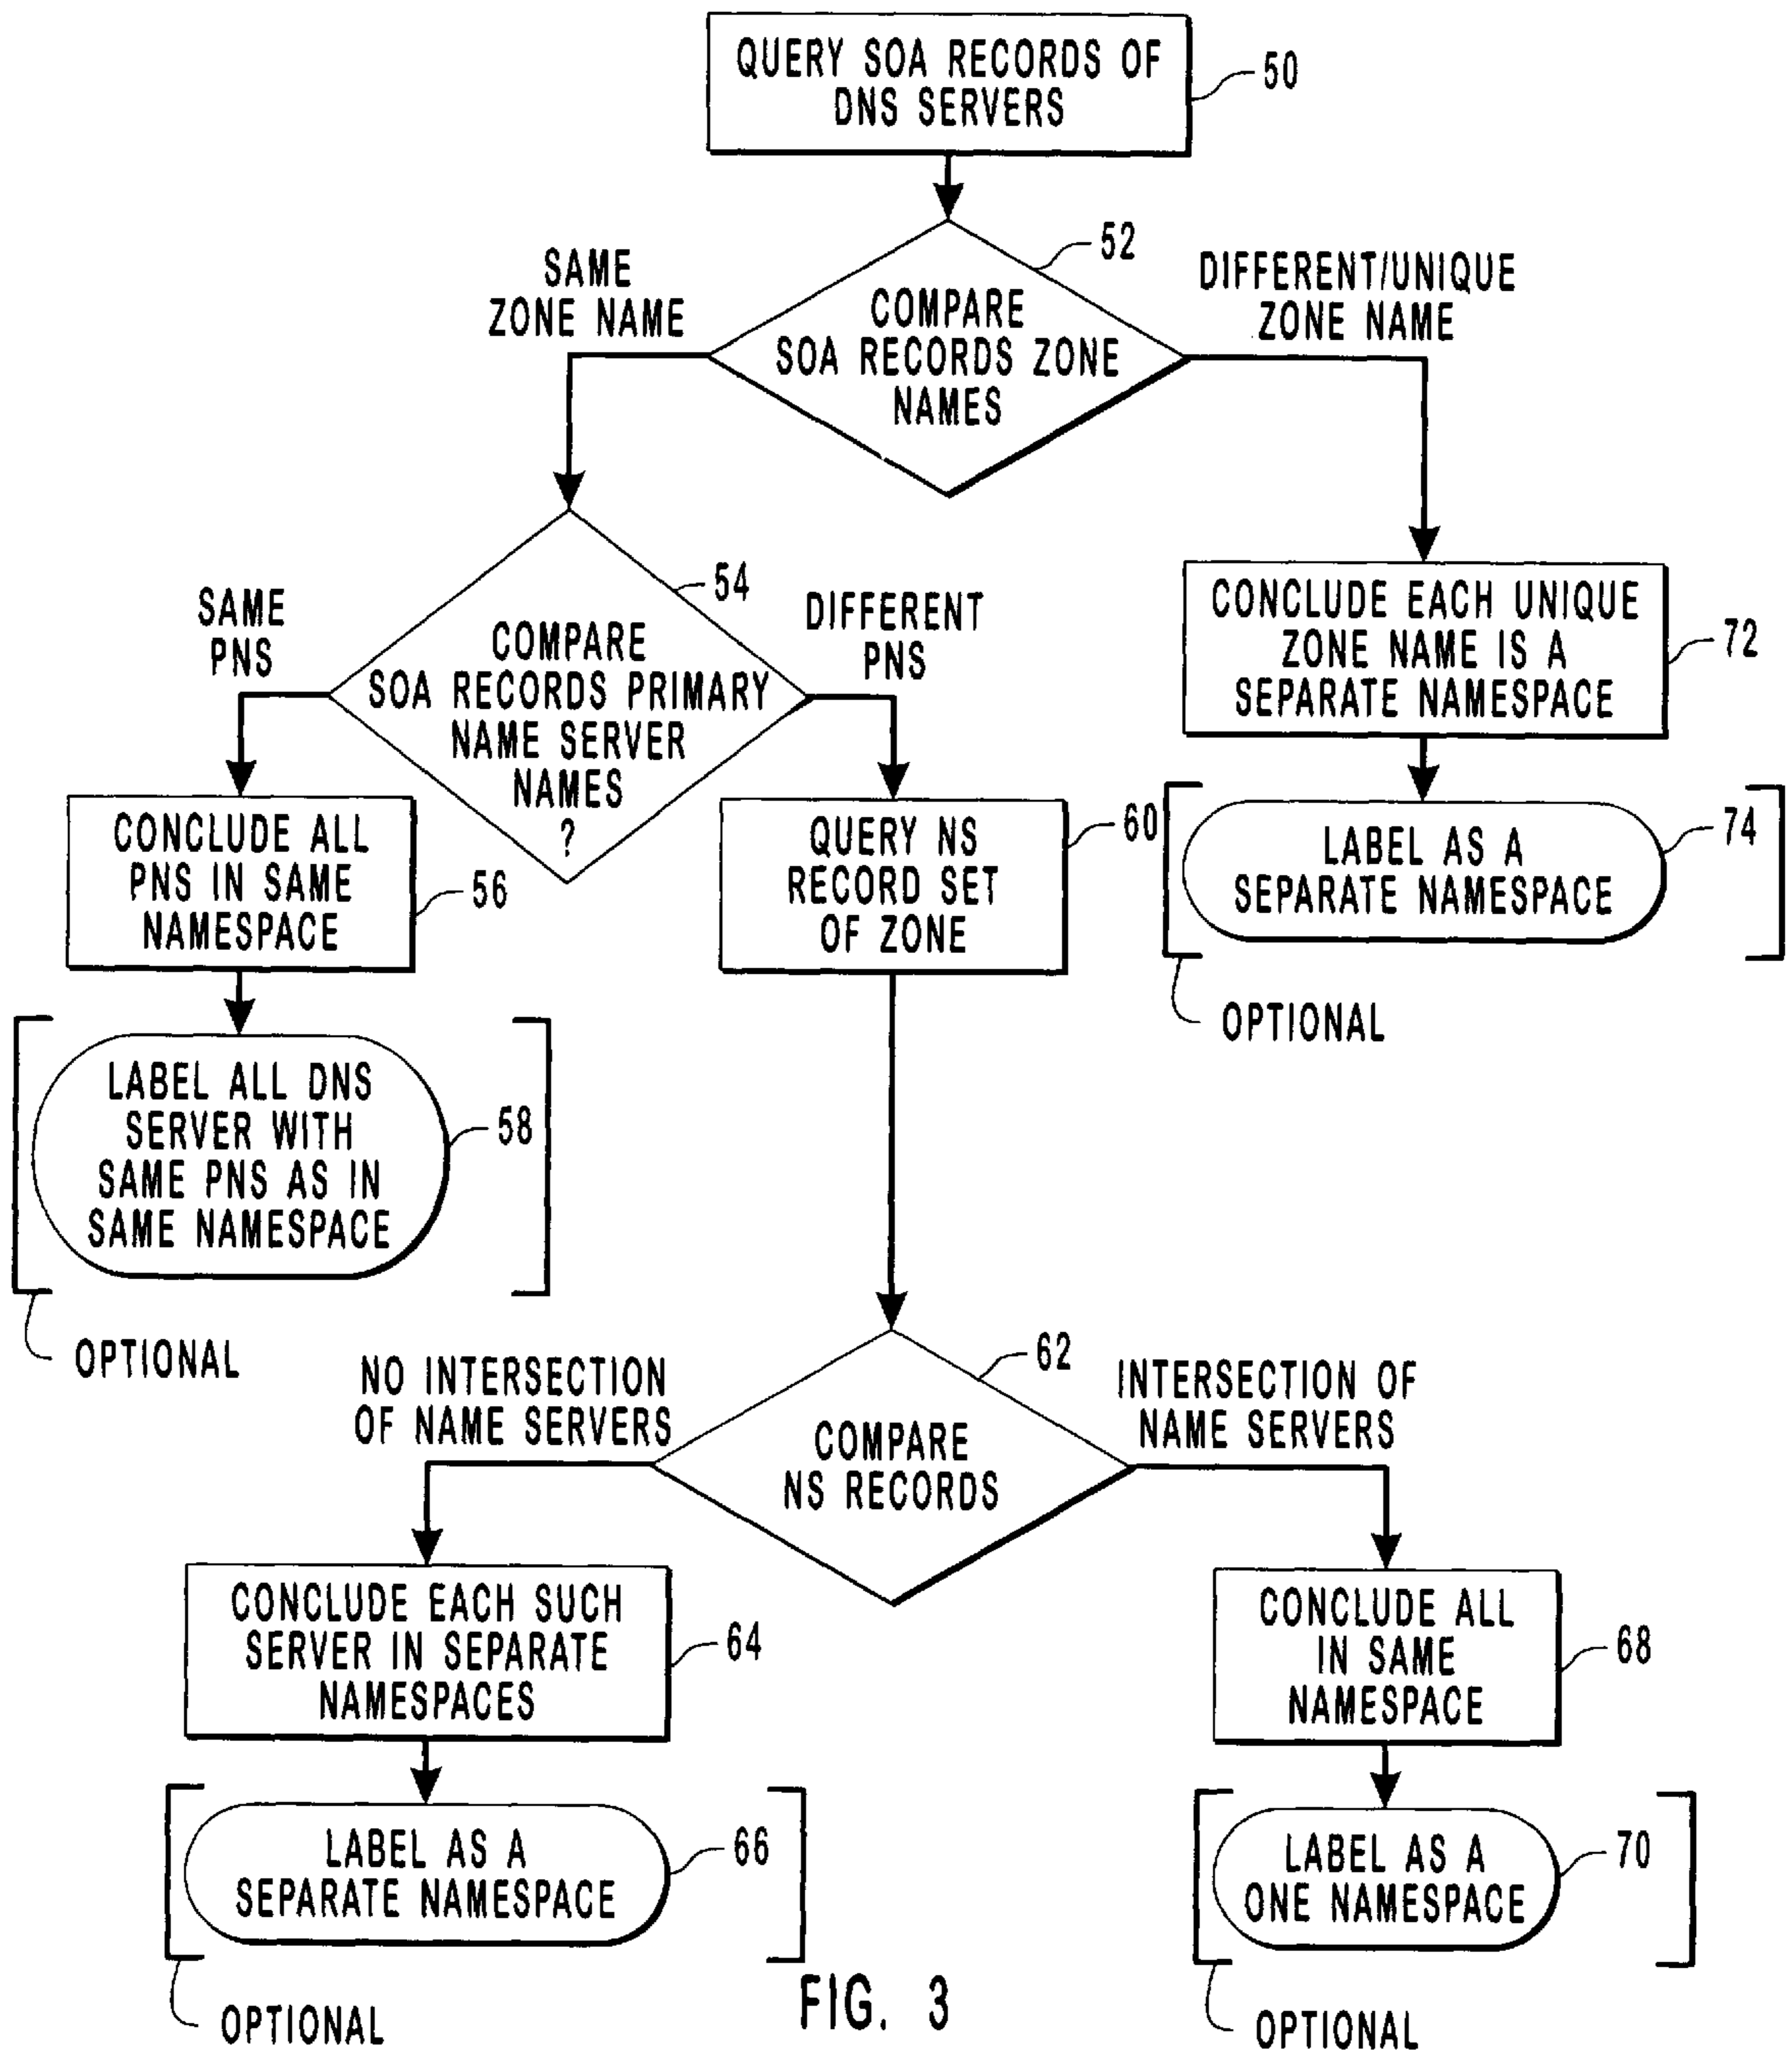 QUERY SOA RECORDS OF
DNS SERVERS
50
52
SAME
ZONE NAME
DIFFERENT/UNIQUE
ZONE NAME
COMPARE
SOA RECORDS ZONE
NAMES
54
SAME
PNS
DIFFERENT
PNS
COMPARE
SOA RECORDS PRIMARY
NAME SERVER
NAMES
?
CONCLUDE EACH UNIQUE
ZONE NAME IS A
SEPARATE NAMESPACE
72
CONCLUDE ALL
PNS IN SAME
NAMESPACE
56
QUERY NS
RECORD SET
OF ZONE
60
LABEL AS A
SEPARATE NAMESPACE
74
OPTIONAL
LABEL ALL DNS
SERVER WITH
SAME PNS AS IN
SAME NAMESPACE
58
OPTIONAL
62
NO INTERSECTION
OF NAME SERVERS
INTERSECTION OF
NAME SERVERS
COMPARE
NS RECORDS
CONCLUDE EACH SUCH
SERVER IN SEPARATE
NAMESPACES
64
CONCLUDE ALL
IN SAME
NAMESPACE
68
LABEL AS A
SEPARATE NAMESPACE
66
LABEL AS A
ONE NAMESPACE
70
OPTIONAL
OPTIONAL
FIG. 3